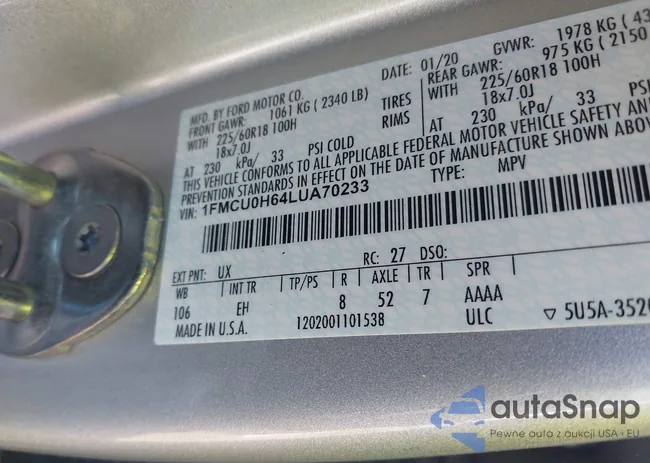 MFD. BY FORD MOTOR CO.
DATE: 01/20 GVWR: 1978 KG ( 43
FRONT GAWR: 1061 KG ( 2340 LB)
REAR GAWR: 975 KG ( 2150
WITH 225/60R18 100H TIRES
WITH 225/60R18 100H
18x7.0J RIMS
18x7.0J
AT 230 kPa/ 33 PSI COLD
AT 230 kPa/ 33 PSI
THIS VEHICLE CONFORMS TO ALL APPLICABLE FEDERAL MOTOR VEHICLE SAFETY AND
PREVENTION STANDARDS IN EFFECT ON THE DATE OF MANUFACTURE SHOWN ABOV
VIN: 1FMCU0H64LUA70233 TYPE: MPV
EXT PNT: UX RC: 27 DSO:
WB INT TR TP/PS R AXLE TR SPR
106 EH 8 52 7 AAAA
MADE IN U.S.A. 1202001101538 ULC ▽ 5U5A-3520
autaSnap
Pewne auta z aukcji USA i EU